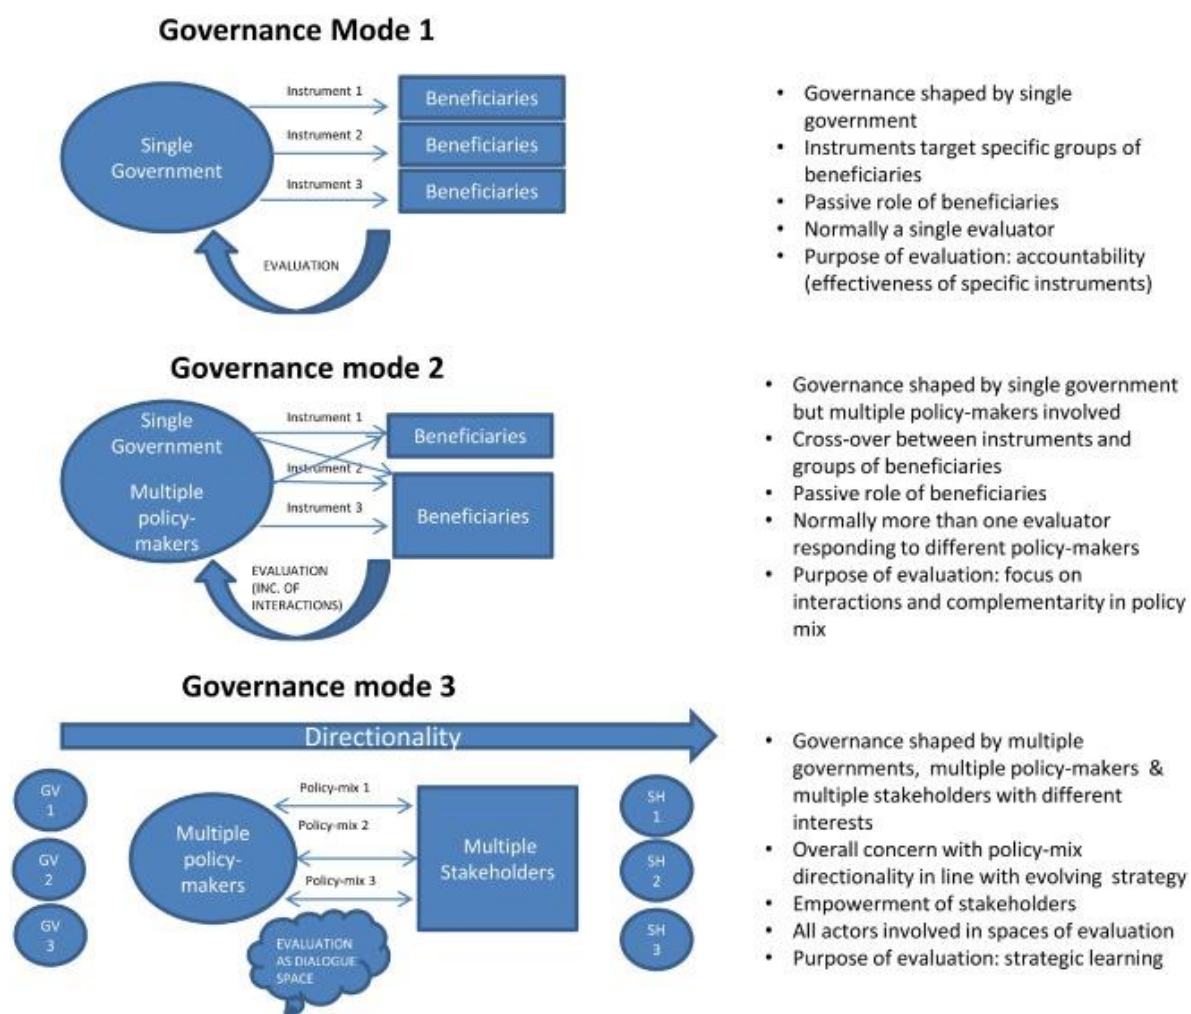 Governance Mode 1
Single
Government
Instrument 1
Instrument 2
Instrument 3
Beneficiaries
Beneficiaries
Beneficiaries
EVALUATION
• Governance shaped by single
government
• Instruments target specific groups of
beneficiaries
• Passive role of beneficiaries
• Normally a single evaluator
• Purpose of evaluation: accountability
(effectiveness of specific instruments)
Governance mode 2
Single
Government
Multiple
policy-
makers
Instrument 1
Instrument 2
Instrument 3
Beneficiaries
Beneficiaries
EVALUATION
(INC. OF
INTERACTIONS)
• Governance shaped by single government
but multiple policy-makers involved
• Cross-over between instruments and
groups of beneficiaries
• Passive role of beneficiaries
• Normally more than one evaluator
responding to different policy-makers
• Purpose of evaluation: focus on
interactions and complementarity in policy
mix
Governance mode 3
Directionality
GV
1
GV
2
GV
3
Multiple
policy-
makers
Policy-mix 1
Policy-mix 2
Policy-mix 3
Multiple
Stakeholders
SH
1
SH
2
SH
3
EVALUATION
AS DIALOGUE
SPACE
• Governance shaped by multiple
governments, multiple policy-makers &
multiple stakeholders with different
interests
• Overall concern with policy-mix
directionality in line with evolving strategy
• Empowerment of stakeholders
• All actors involved in spaces of evaluation
• Purpose of evaluation: strategic learning